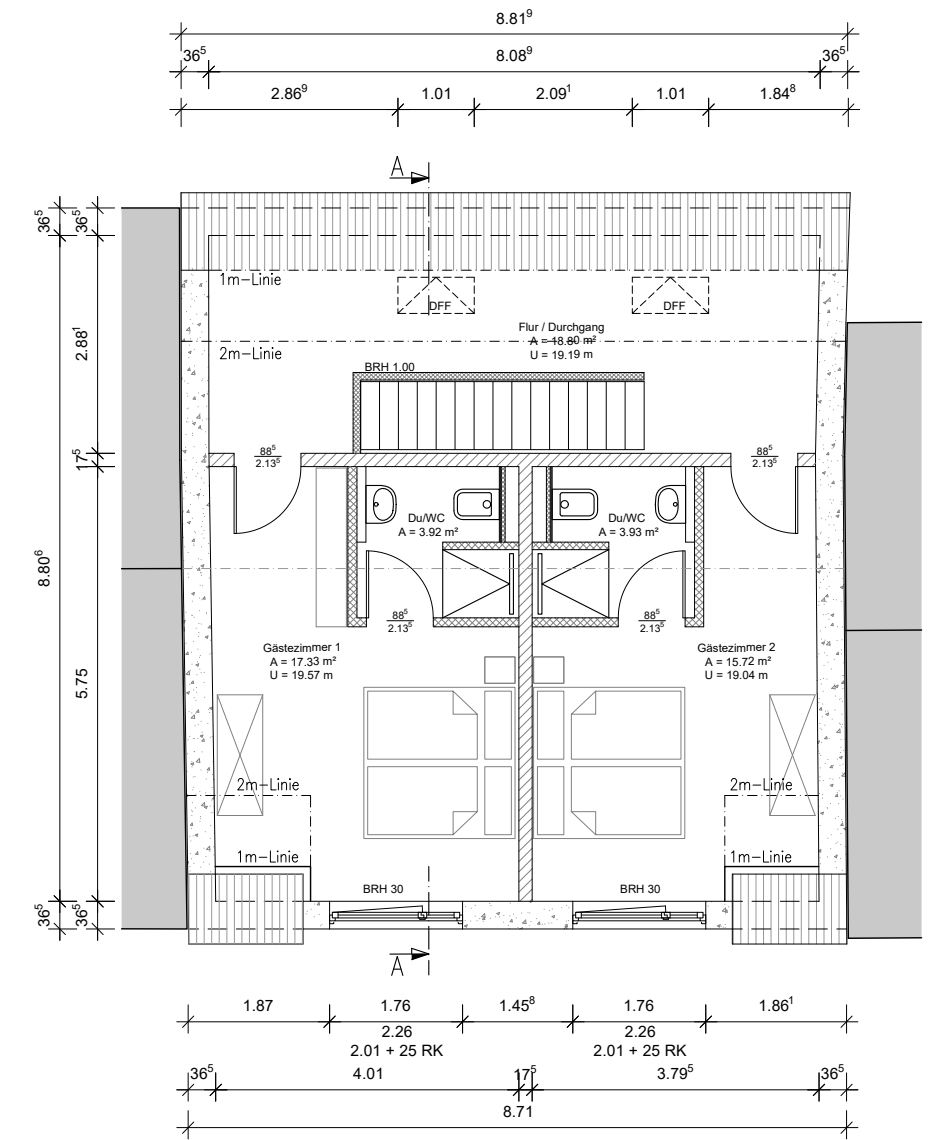 8.81⁹
36⁵ 8.08⁹ 36⁵
2.86⁹ 1.01 2.09¹ 1.01 1.84⁸
A
36⁵ 36⁵
1m-Linie
DFF DFF
Flur / Durchgang
A = 18.80 m²
U = 19.19 m
2.88¹
2m-Linie
BRH 1.00
88⁵
2.13⁵
88⁵
2.13⁵
17⁵
Du/WC
A = 3.92 m²
Du/WC
A = 3.93 m²
8.80⁶
88⁵
2.13⁵
88⁵
2.13⁵
Gästezimmer 1
A = 17.33 m²
U = 19.57 m
Gästezimmer 2
A = 15.72 m²
U = 19.04 m
5.75
2m-Linie 2m-Linie
1m-Linie 1m-Linie
BRH 30 BRH 30
36⁵ 36⁵
A
1.87 1.76 1.45⁸ 1.76 1.86¹
2.26 2.26
2.01 + 25 RK 2.01 + 25 RK
36⁵ 4.01 17⁵ 3.79⁵ 36⁵
8.71